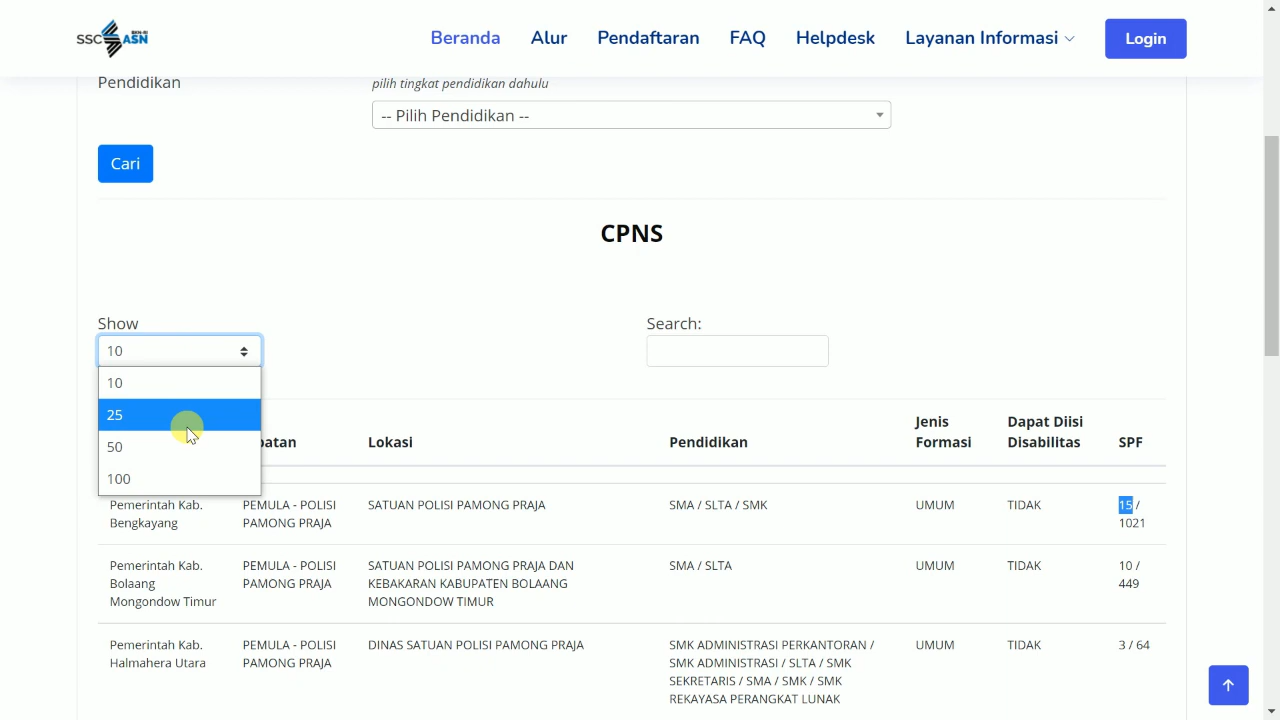 SSC ASN BKN-RI
Beranda Alur Pendaftaran FAQ Helpdesk Layanan Informasi Login
Pendidikan
pilih tingkat pendidikan dahulu
-- Pilih Pendidikan --
Cari
CPNS
Show
10
10
25
50
100
Search:
batan
Lokasi
Pendidikan
Jenis
Formasi
Dapat Diisi
Disabilitas
SPF
Pemerintah Kab.
Bengkayang
PEMULA - POLISI
PAMONG PRAJA
SATUAN POLISI PAMONG PRAJA
SMA / SLTA / SMK
UMUM
TIDAK
15 /
1021
Pemerintah Kab.
Bolaang
Mongondow Timur
PEMULA - POLISI
PAMONG PRAJA
SATUAN POLISI PAMONG PRAJA DAN
KEBAKARAN KABUPATEN BOLAANG
MONGONDOW TIMUR
SMA / SLTA
UMUM
TIDAK
10 /
449
Pemerintah Kab.
Halmahera Utara
PEMULA - POLISI
PAMONG PRAJA
DINAS SATUAN POLISI PAMONG PRAJA
SMK ADMINISTRASI PERKANTORAN /
SMK ADMINISTRASI / SLTA / SMK
SEKRETARIS / SMA / SMK / SMK
REKAYASA PERANGKAT LUNAK
UMUM
TIDAK
3 / 64